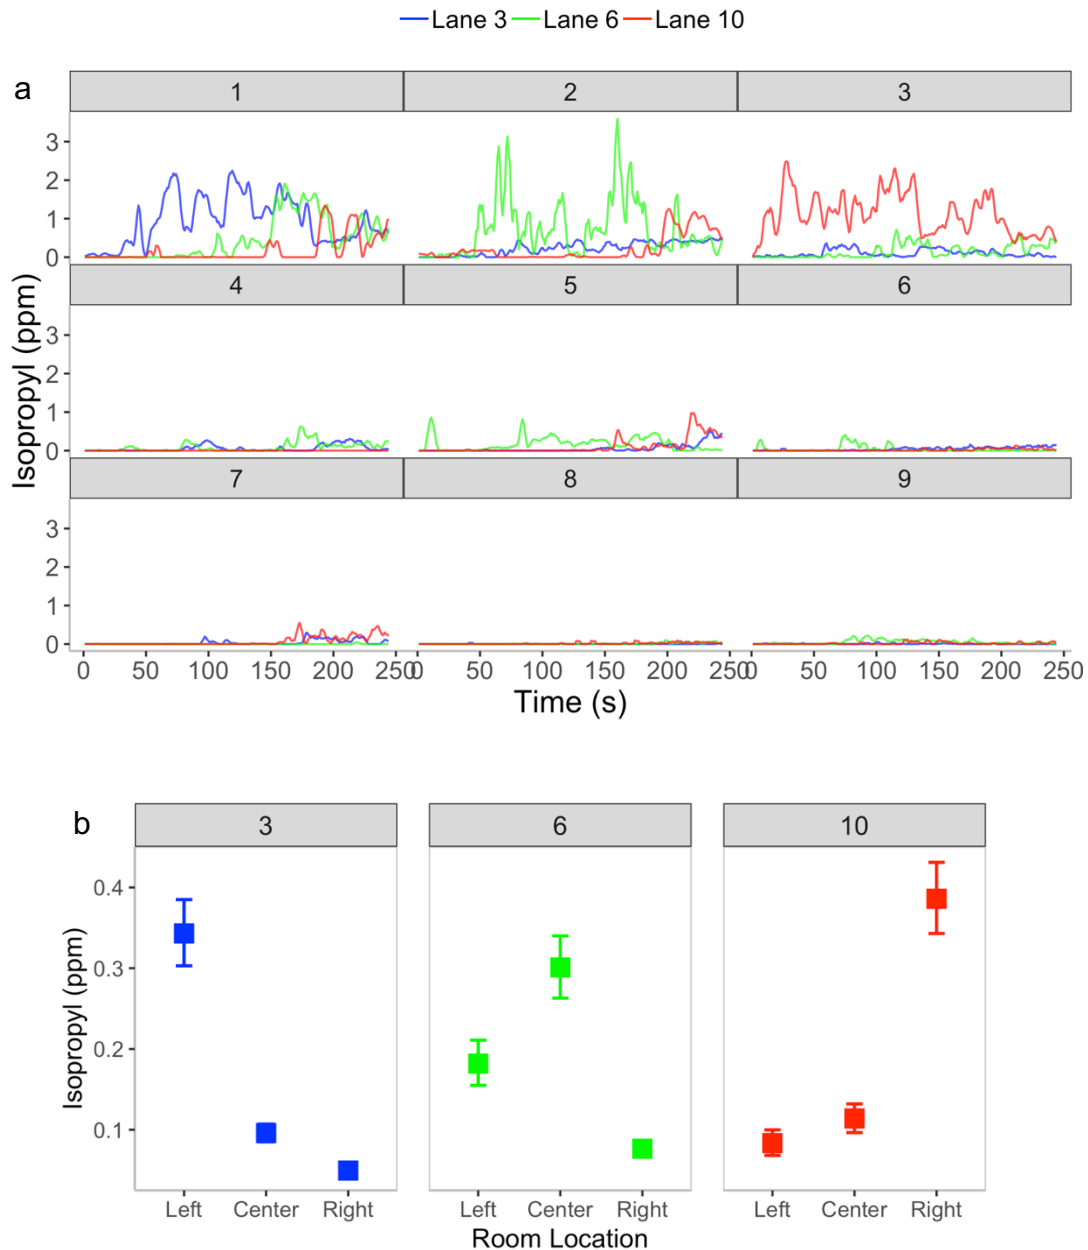 Lane 3 Lane 6 Lane 10
a
1 2 3
3
2
1
0
4 5 6
3
2
1
0
7 8 9
3
2
1
0
Isopropyl (ppm)
0 50 100 150 200 250 0 50 100 150 200 250 0 50 100 150 200 250
Time (s)
b
3 6 10
0.4
0.3
0.2
0.1
Isopropyl (ppm)
Left Center Right Left Center Right Left Center Right
Room Location